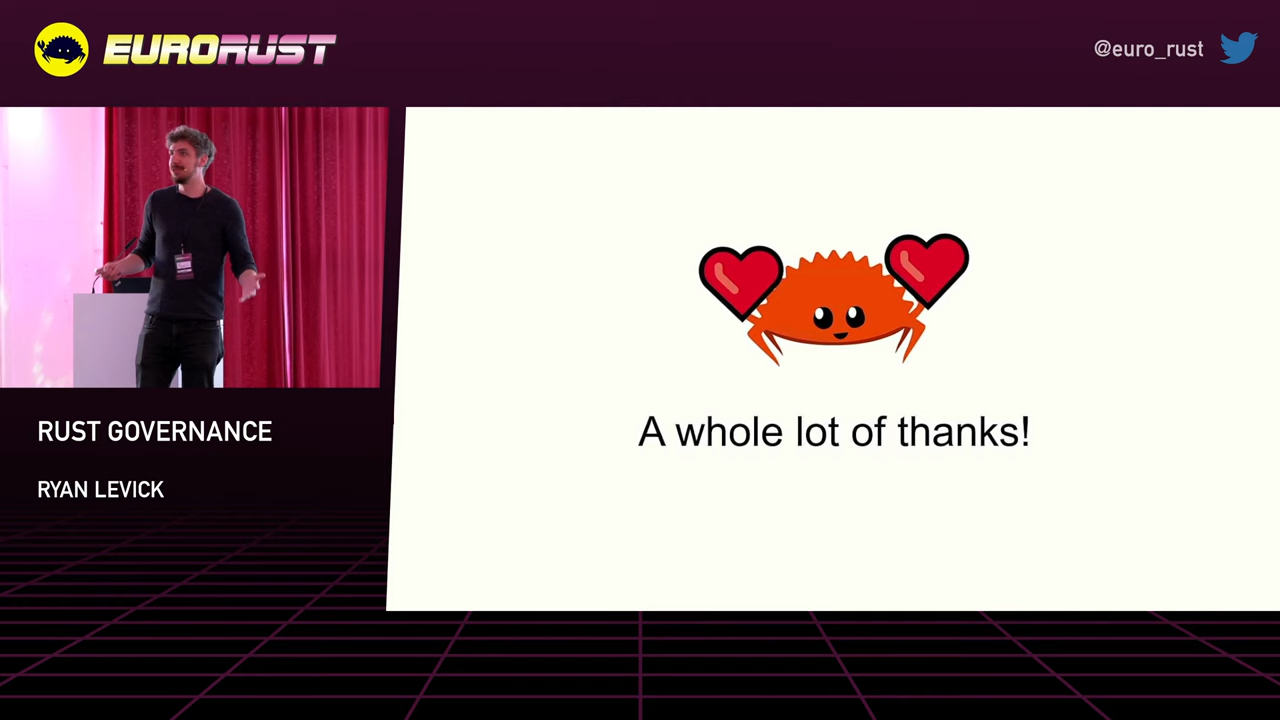 EURORUST
@euro_rust
RUST GOVERNANCE
RYAN LEVICK
A whole lot of thanks!